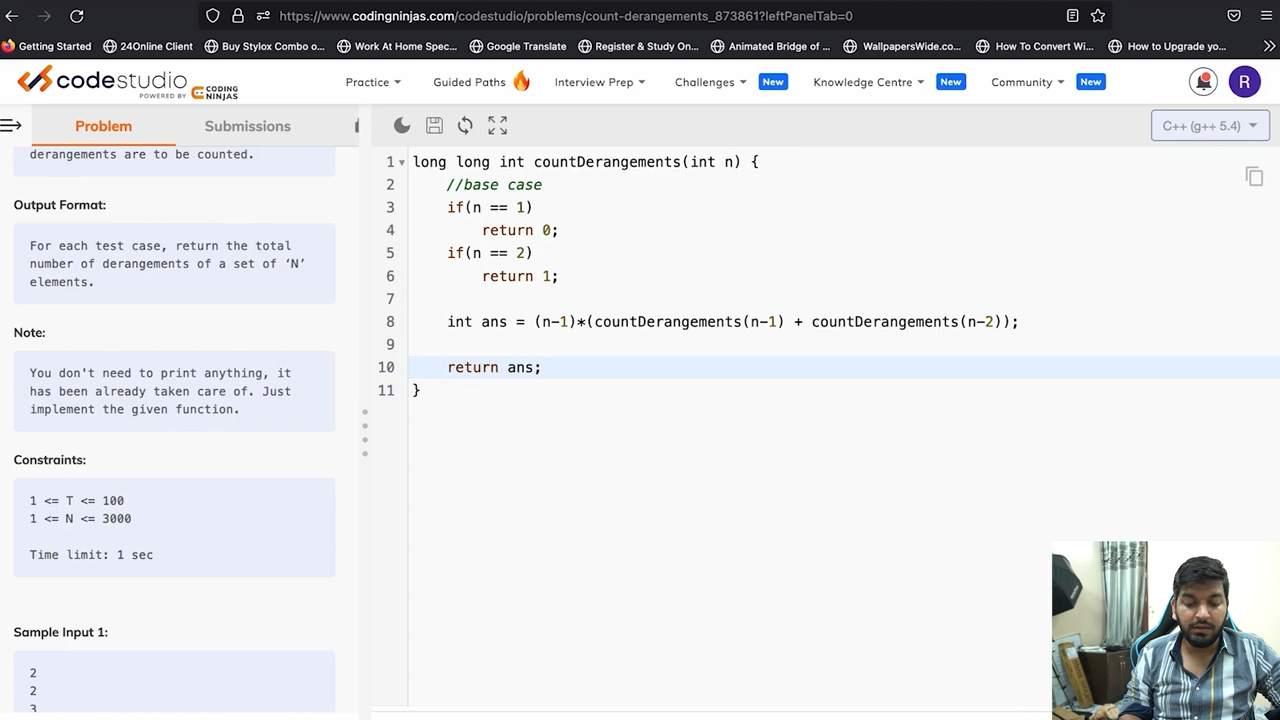 https://www.codingninjas.com/codestudio/problems/count-derangements_873861?leftPanelTab=0
Getting Started
24Online Client
Buy Stylox Combo o...
Work At Home Spec...
Google Translate
Register & Study On...
Animated Bridge of ...
WallpapersWide.co...
How To Convert Wi...
How to Upgrade yo...
codestudio
POWERED BY CODING NINJAS
Practice
Guided Paths
Interview Prep
Challenges
New
Knowledge Centre
New
Community
New
R
Problem
Submissions
C++ (g++ 5.4)
derangements are to be counted.
Output Format:
For each test case, return the total
number of derangements of a set of ‘N’
elements.
Note:
You don't need to print anything, it
has been already taken care of. Just
implement the given function.
Constraints:
1 <= T <= 100
1 <= N <= 3000
Time limit: 1 sec
Sample Input 1:
2
2
3
1 long long int countDerangements(int n) {
2 //base case
3 if(n == 1)
4 return 0;
5 if(n == 2)
6 return 1;
7
8 int ans = (n-1)*(countDerangements(n-1) + countDerangements(n-2));
9
10 return ans;
11 }